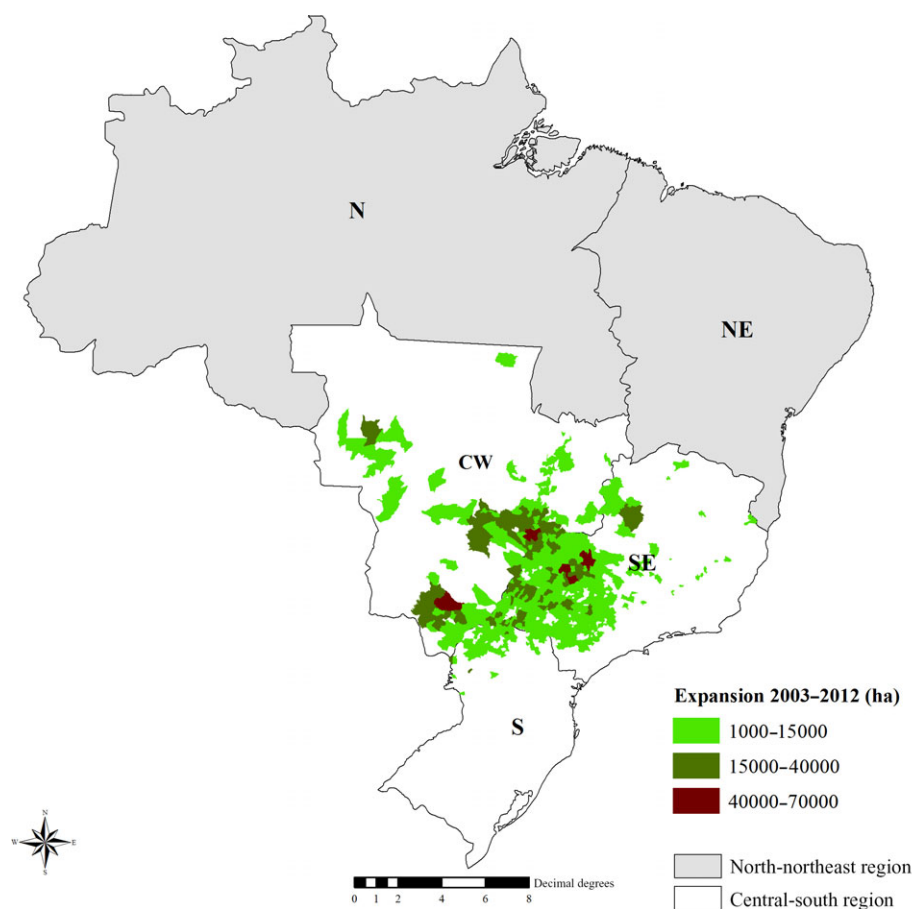 N
NE
CW
SE
S
Expansion 2003–2012 (ha)
1000–15000
15000–40000
40000–70000
North-northeast region
Central-south region
N
W E
S
0 1 2 4 6 8 Decimal degrees